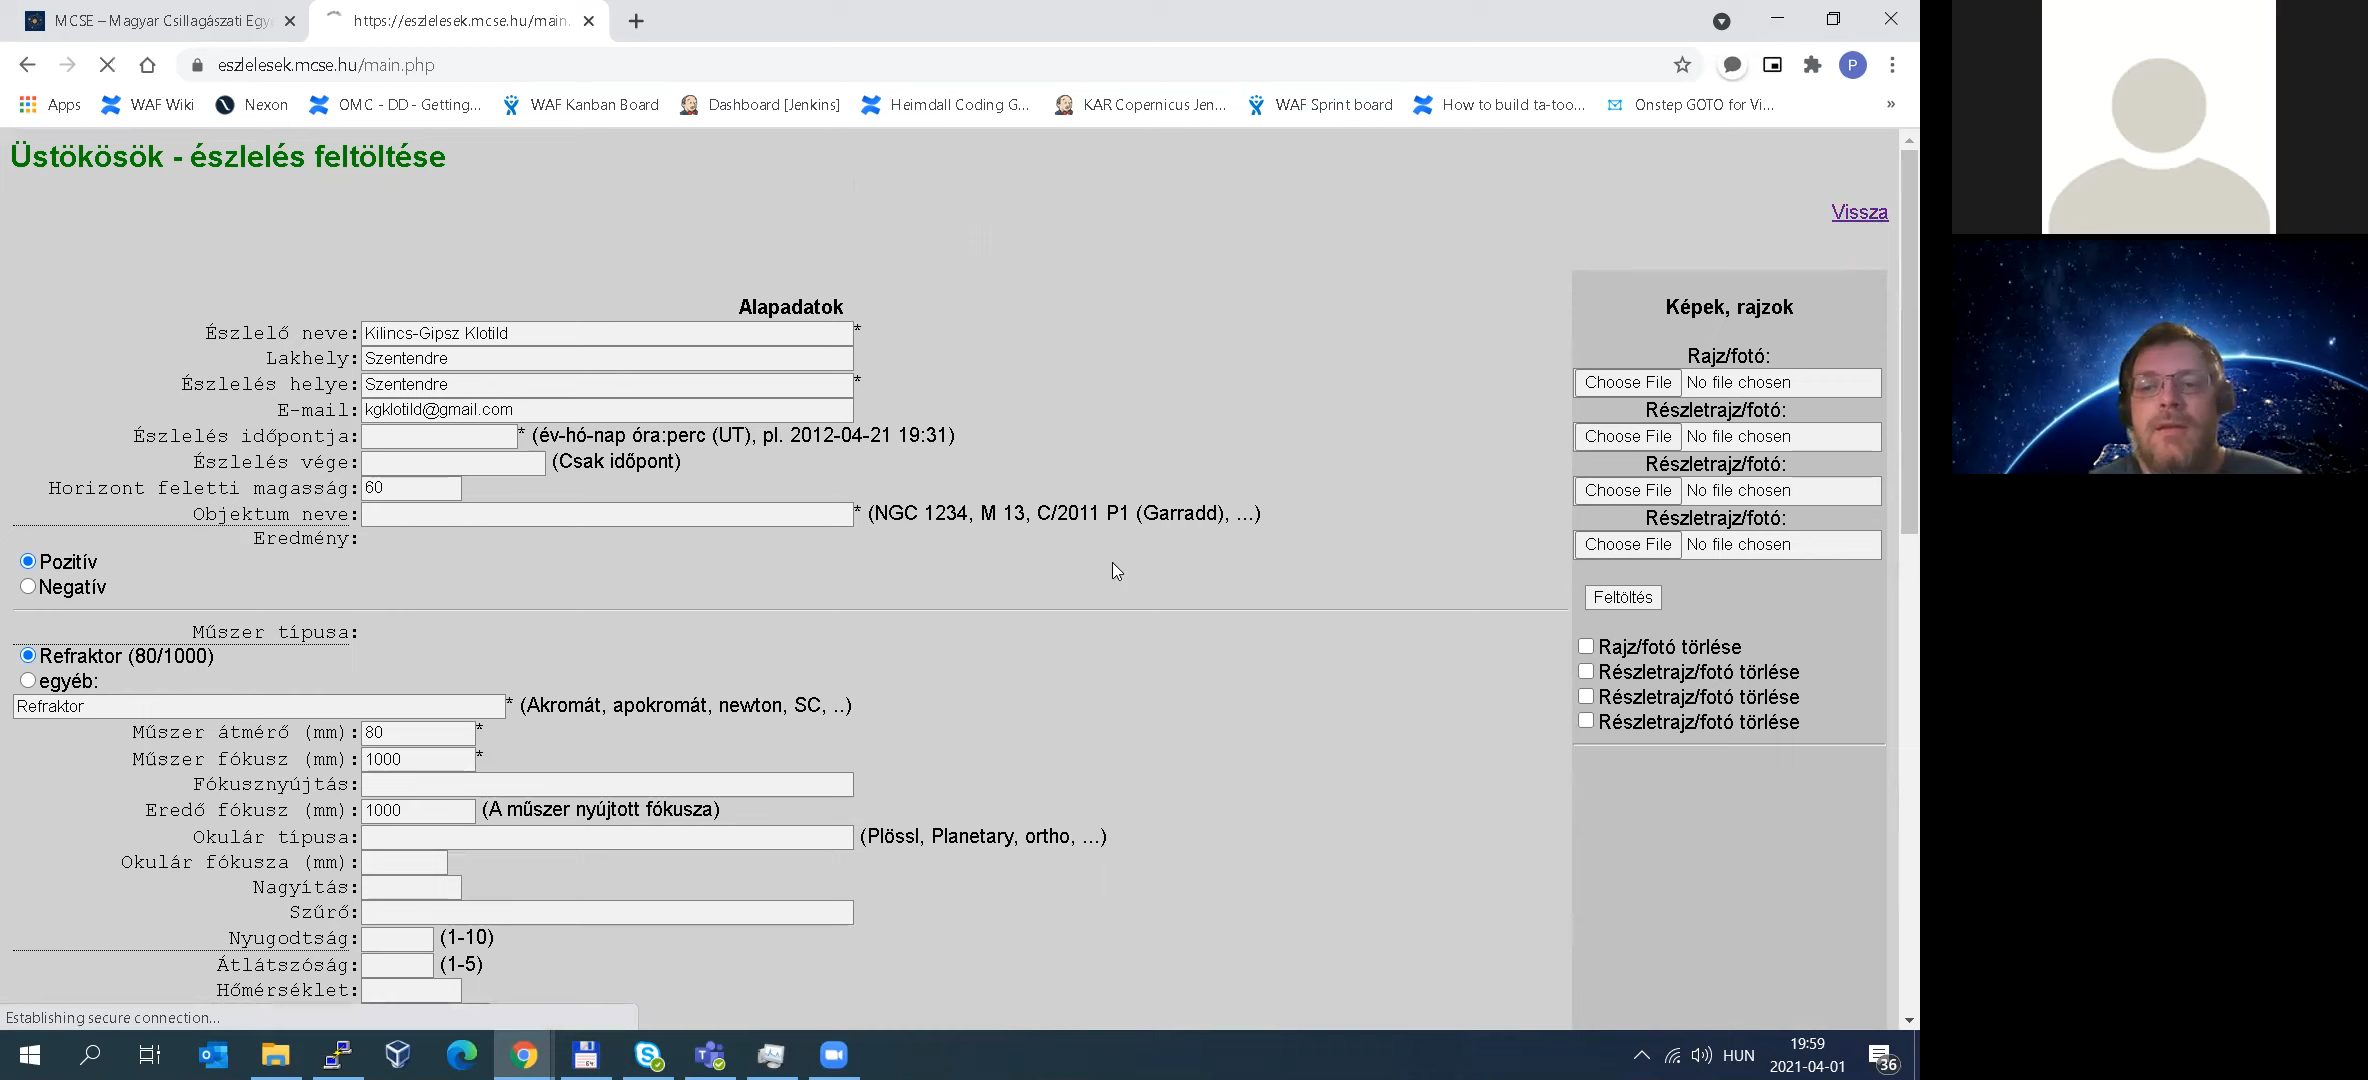 MCSE – Magyar Csillagászati Egy
https://eszlelesek.mcse.hu/main.
eszlelesek.mcse.hu/main.php
P
Apps
WAF Wiki
Nexon
OMC - DD - Getting...
WAF Kanban Board
Dashboard [Jenkins]
Heimdall Coding G...
KAR Copernicus Jen...
WAF Sprint board
How to build ta-too...
Onstep GOTO for Vi...
»
Üstökösök - észlelés feltöltése
Vissza
Alapadatok
Észlelő neve: Kilincs-Gipsz Klotild *
Lakhely: Szentendre
Észlelés helye: Szentendre *
E-mail: kgklotild@gmail.com
Észlelés időpontja: * (év-hó-nap óra:perc (UT), pl. 2012-04-21 19:31)
Észlelés vége: (Csak időpont)
Horizont feletti magasság: 60
Objektum neve: * (NGC 1234, M 13, C/2011 P1 (Garradd), ...)
Eredmény:
Pozitív
Negatív
Műszer típusa:
Refraktor (80/1000)
egyéb:
Refraktor * (Akromát, apokromát, newton, SC, ..)
Műszer átmérő (mm): 80 *
Műszer fókusz (mm): 1000 *
Fókusznyújtás:
Eredő fókusz (mm): 1000 (A műszer nyújtott fókusza)
Okulár típusa: (Plössl, Planetary, ortho, ...)
Okulár fókusza (mm):
Nagyítás:
Szűrő:
Nyugodtság: (1-10)
Átlátszóság: (1-5)
Hőmérséklet:
Képek, rajzok
Rajz/fotó:
Choose File No file chosen
Részletrajz/fotó:
Choose File No file chosen
Részletrajz/fotó:
Choose File No file chosen
Részletrajz/fotó:
Choose File No file chosen
Feltöltés
Rajz/fotó törlése
Részletrajz/fotó törlése
Részletrajz/fotó törlése
Részletrajz/fotó törlése
Establishing secure connection...
HUN
19:59
2021-04-01
36